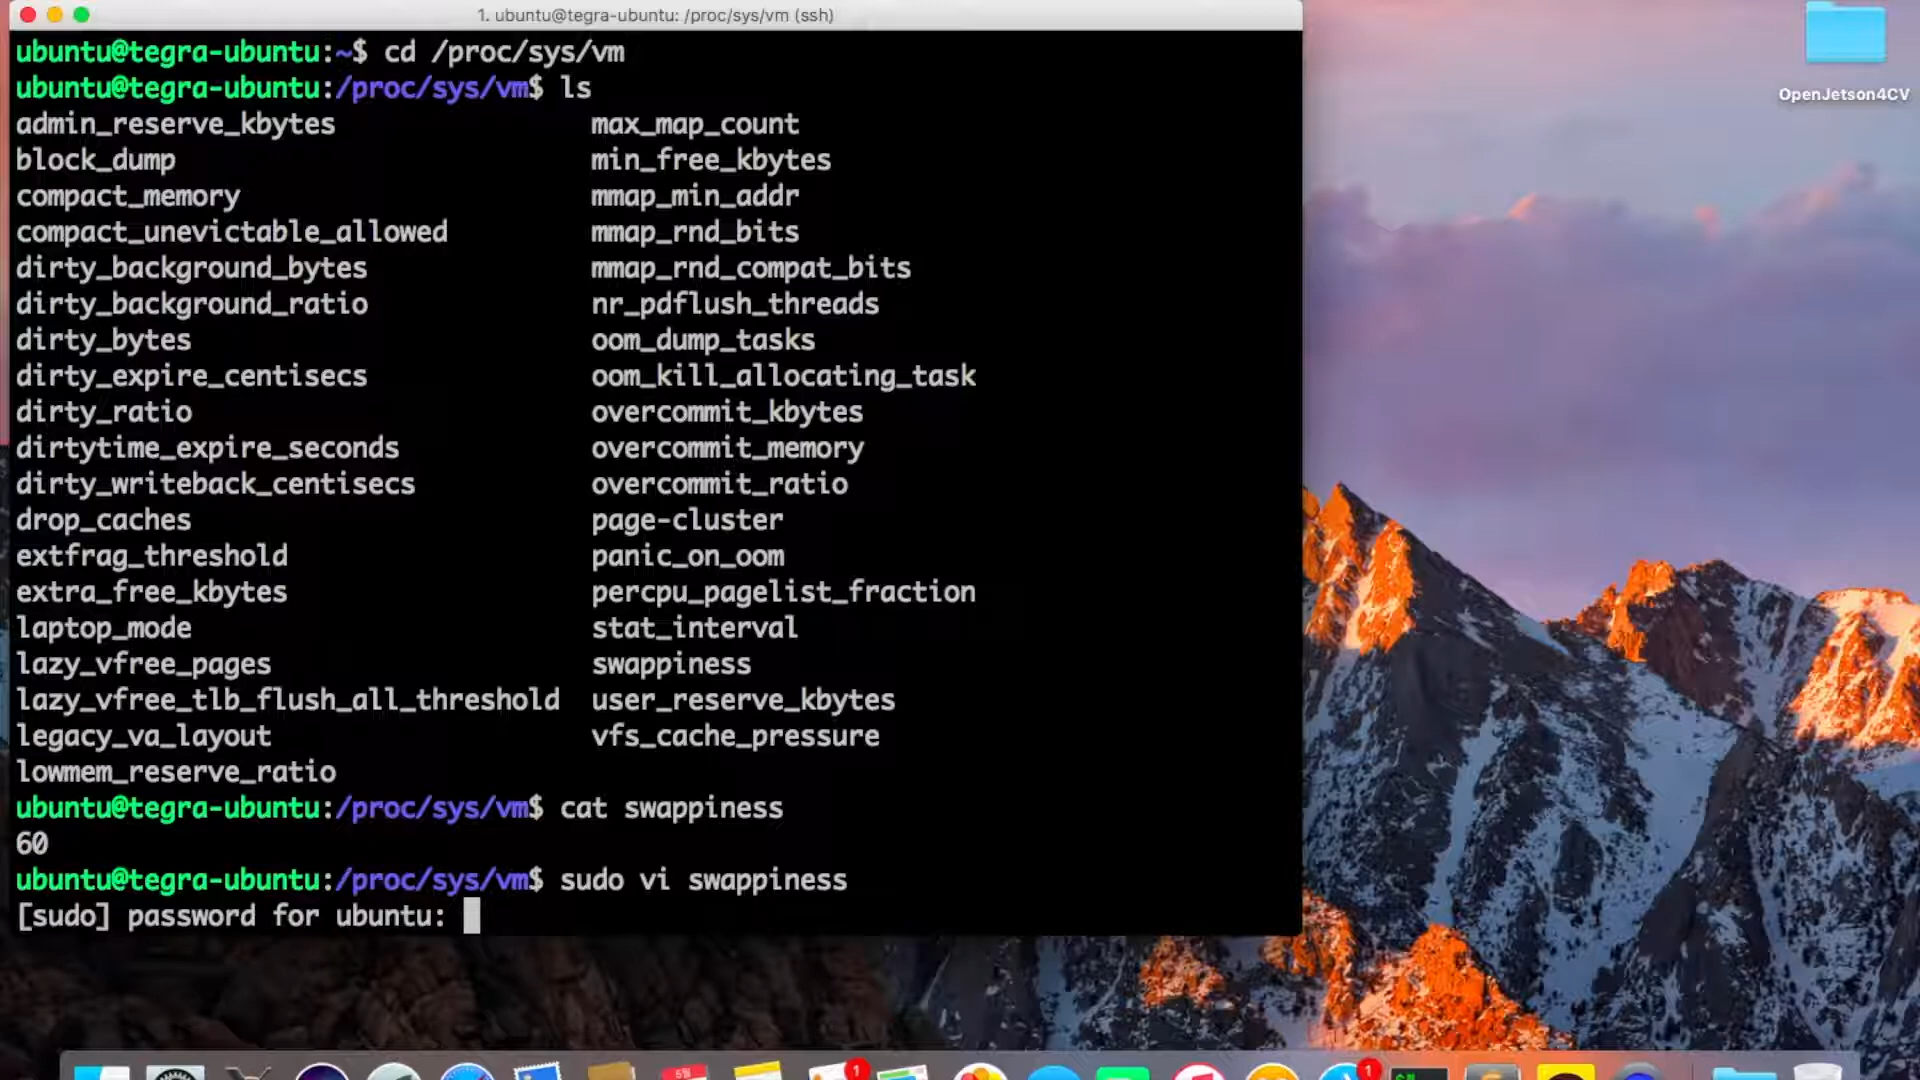 1. ubuntu@tegra-ubuntu: /proc/sys/vm (ssh)
ubuntu@tegra-ubuntu:~$ cd /proc/sys/vm
ubuntu@tegra-ubuntu:/proc/sys/vm$ ls
admin_reserve_kbytes max_map_count
block_dump min_free_kbytes
compact_memory mmap_min_addr
compact_unevictable_allowed mmap_rnd_bits
dirty_background_bytes mmap_rnd_compat_bits
dirty_background_ratio nr_pdflush_threads
dirty_bytes oom_dump_tasks
dirty_expire_centisecs oom_kill_allocating_task
dirty_ratio overcommit_kbytes
dirtytime_expire_seconds overcommit_memory
dirty_writeback_centisecs overcommit_ratio
drop_caches page-cluster
extfrag_threshold panic_on_oom
extra_free_kbytes percpu_pagelist_fraction
laptop_mode stat_interval
lazy_vfree_pages swappiness
lazy_vfree_tlb_flush_all_threshold user_reserve_kbytes
legacy_va_layout vfs_cache_pressure
lowmem_reserve_ratio
ubuntu@tegra-ubuntu:/proc/sys/vm$ cat swappiness
60
ubuntu@tegra-ubuntu:/proc/sys/vm$ sudo vi swappiness
[sudo] password for ubuntu:
OpenJetson4CV
5월
1
1